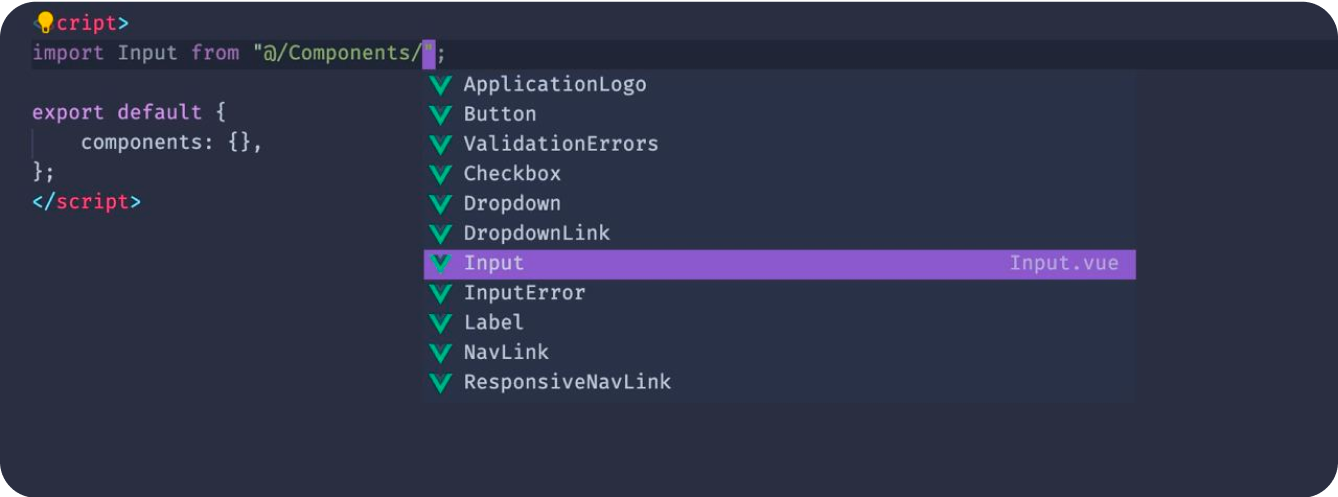 cript>
import Input from "@/Components/";
ApplicationLogo
export default {
Button
components: {},
ValidationErrors
};
Checkbox
</script>
Dropdown
DropdownLink
Input Input.vue
InputError
Label
NavLink
ResponsiveNavLink